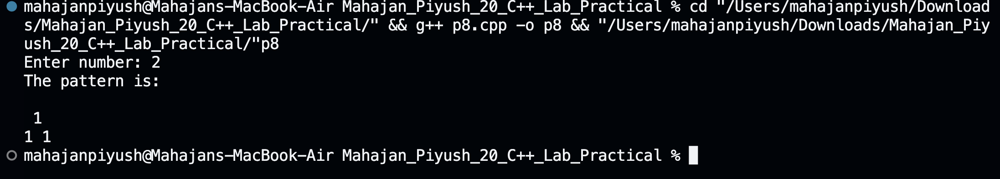 mahajanpiyush@Mahajans-MacBook-Air Mahajan_Piyush_20_C++_Lab_Practical % cd "/Users/mahajanpiyush/Download
s/Mahajan_Piyush_20_C++_Lab_Practical/" && g++ p8.cpp -o p8 && "/Users/mahajanpiyush/Downloads/Mahajan_Piy
ush_20_C++_Lab_Practical/"p8
Enter number: 2
The pattern is:

 1
1 1
mahajanpiyush@Mahajans-MacBook-Air Mahajan_Piyush_20_C++_Lab_Practical %